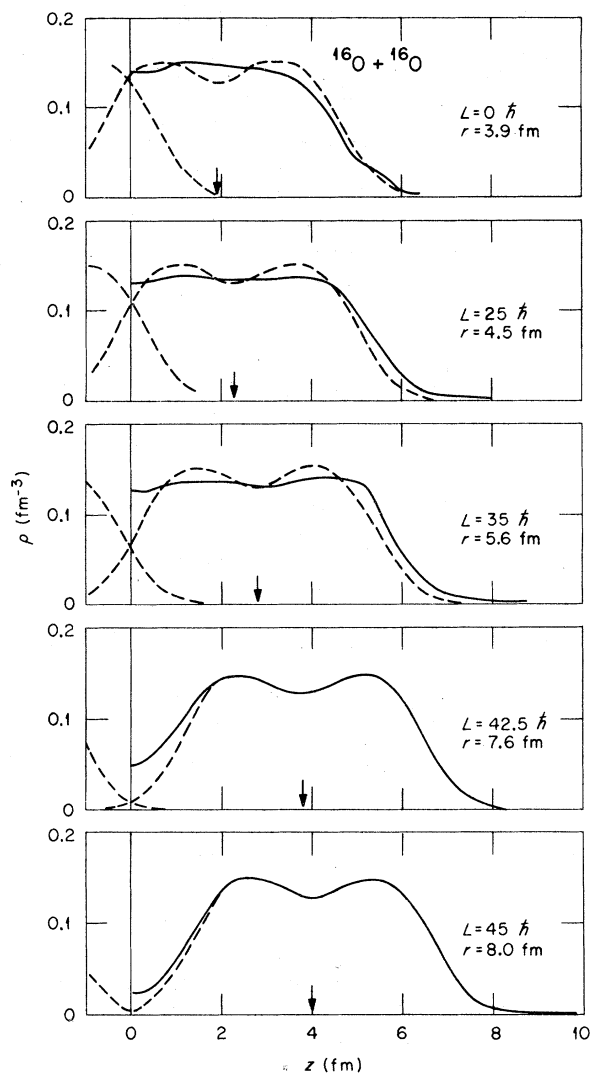 0.2
¹⁶O + ¹⁶O
0.1
L = 0 ℏ
r = 3.9 fm
0
2
4
6
0.2
0.1
L = 25 ℏ
r = 4.5 fm
0
0.2
0.1
L = 35 ℏ
r = 5.6 fm
0
ρ (fm⁻³)
0.2
0.1
L = 42.5 ℏ
r = 7.6 fm
0
0.2
0.1
L = 45 ℏ
r = 8.0 fm
0
0 2 4 6 8 10
z (fm)